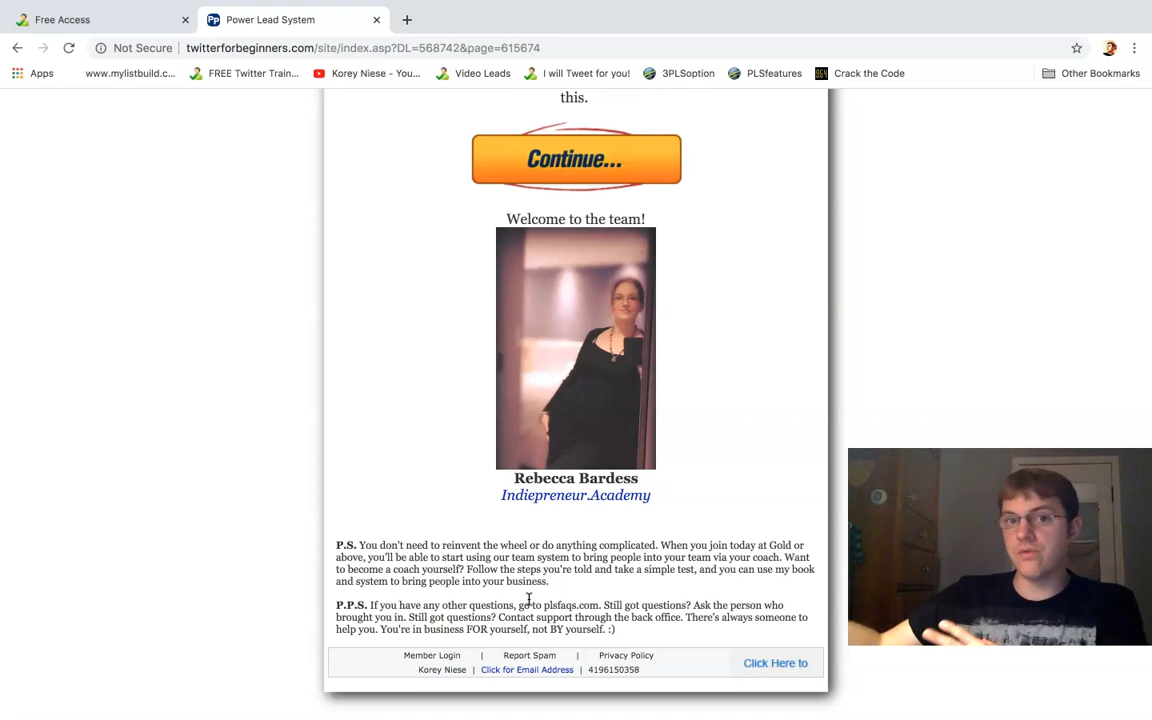 Free Access
Power Lead System
Not Secure | twitterforbeginners.com/site/index.asp?DL=568742&page=615674
Apps www.mylistbuild.c... FREE Twitter Train... Korey Niese - You... Video Leads I will Tweet for you! 3PLSoption PLSfeatures Crack the Code Other Bookmarks
this.
Continue...
Welcome to the team!
Rebecca Bardess
Indiepreneur.Academy
P.S. You don't need to reinvent the wheel or do anything complicated. When you join today at Gold or
above, you'll be able to start using our team system to bring people into your team via your coach. Want
to become a coach yourself? Follow the steps you're told and take a simple test, and you can use my book
and system to bring people into your business.
P.P.S. If you have any other questions, go to plsfaqs.com. Still got questions? Ask the person who
brought you in. Still got questions? Contact support through the back office. There's always someone to
help you. You're in business FOR yourself, not BY yourself. :)
Member Login | Report Spam | Privacy Policy
Korey Niese | Click for Email Address | 4196150358
Click Here to